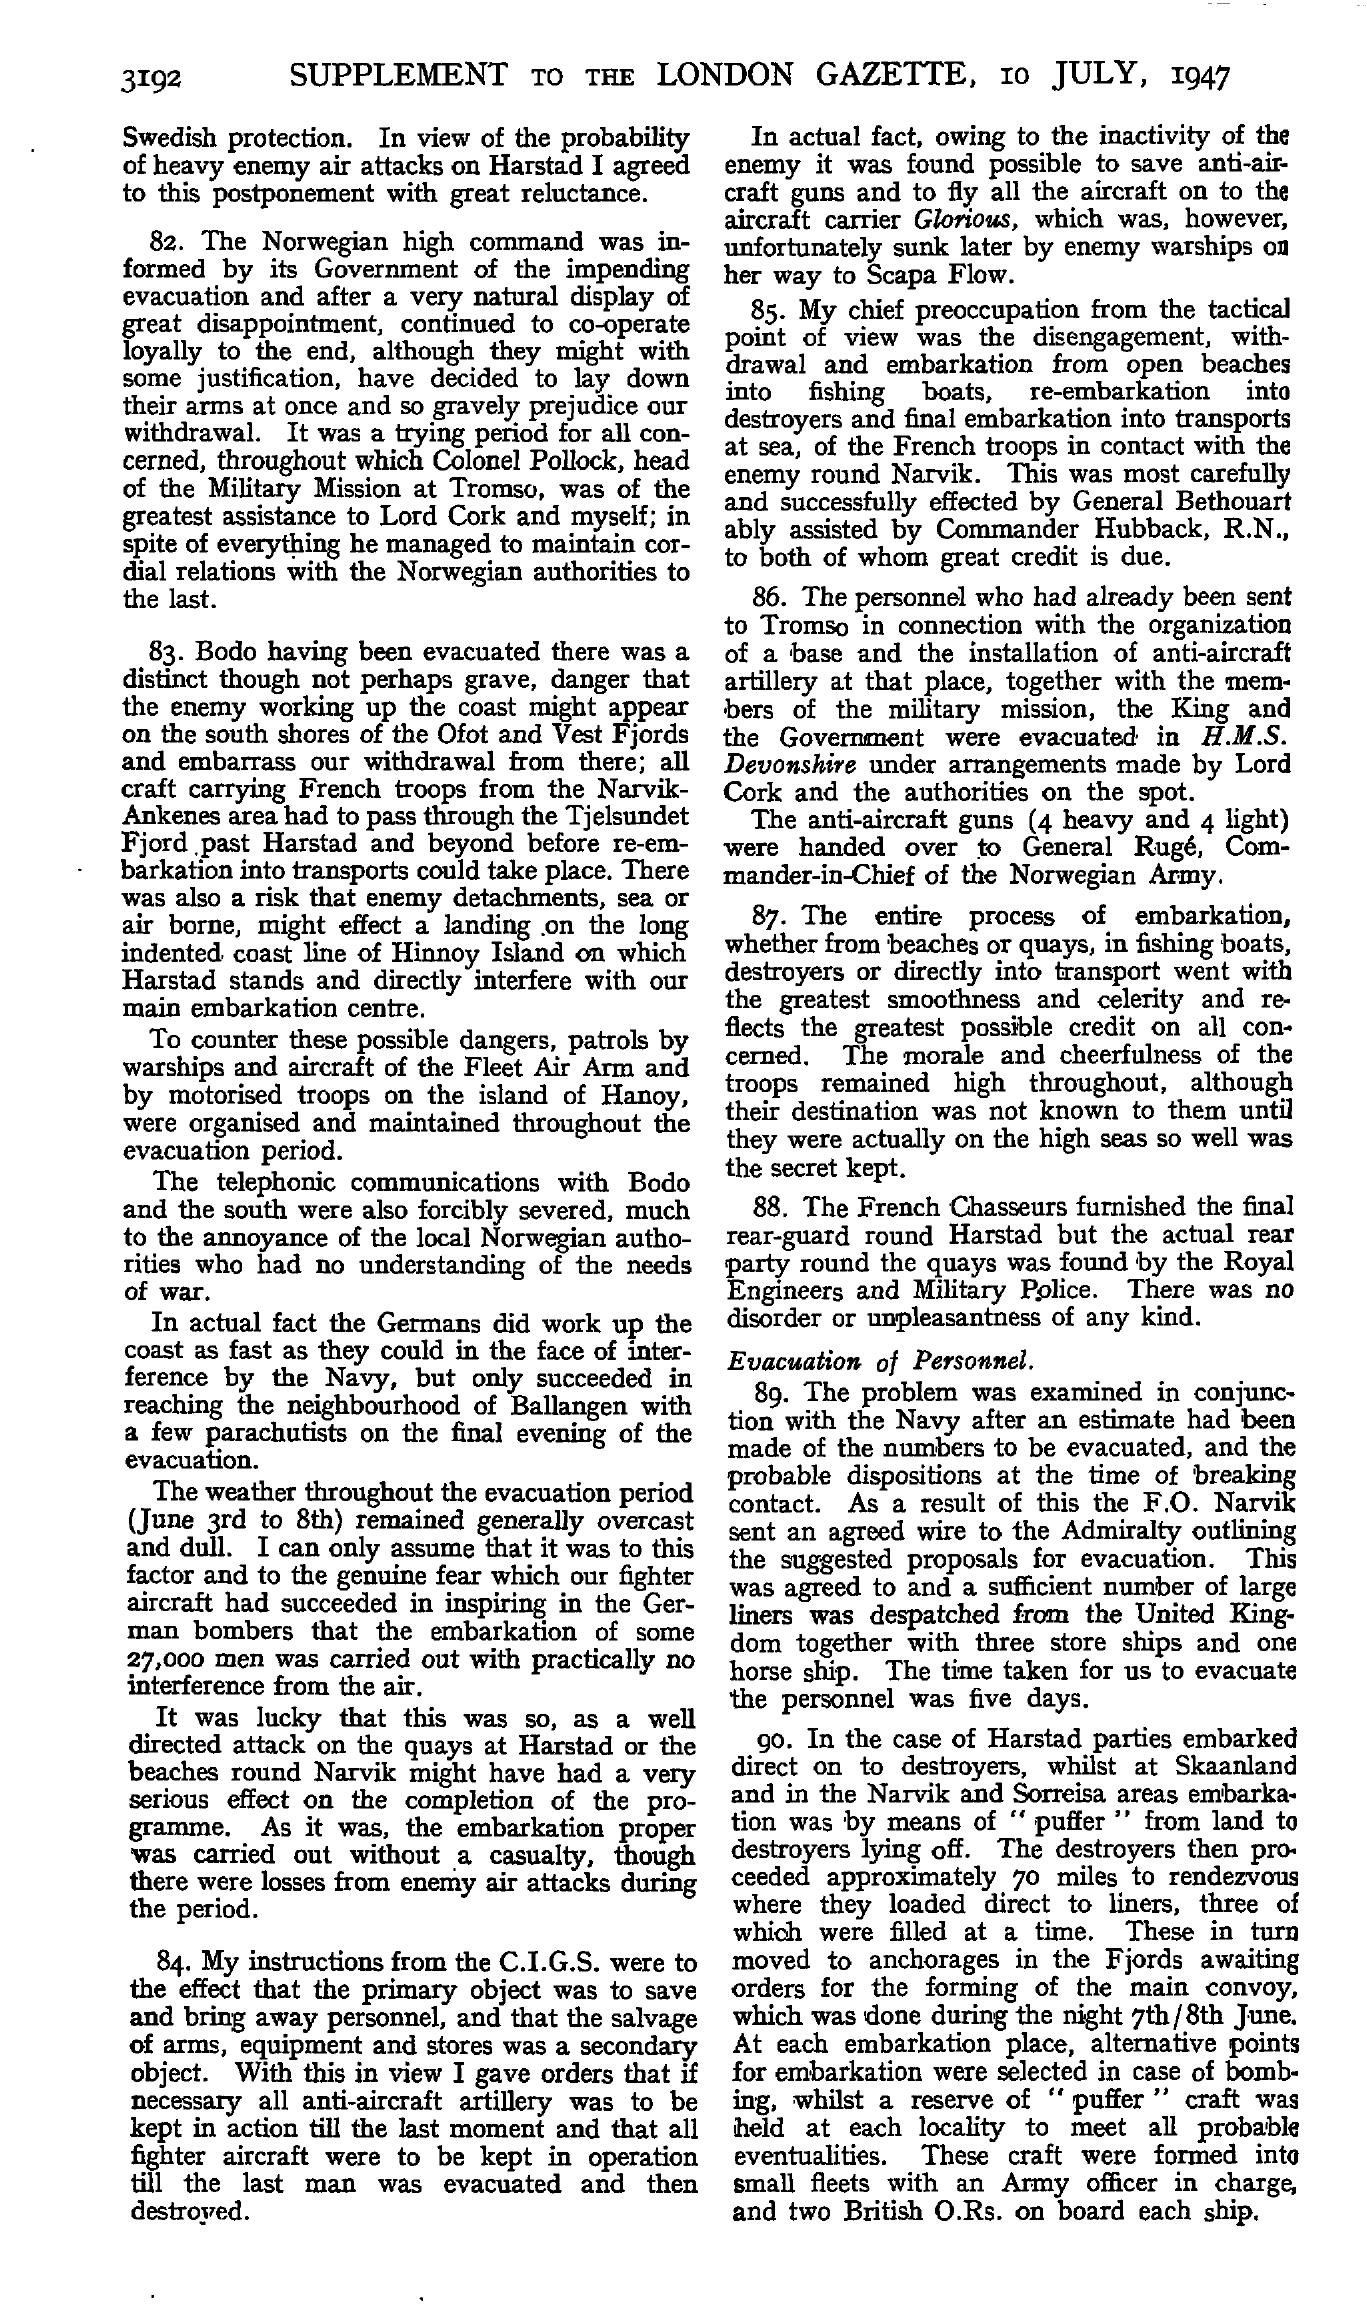 3192 SUPPLEMENT TO THE LONDON GAZETTE, 10 JULY, 1947
Swedish protection. In view of the probability
of heavy enemy air attacks on Harstad I agreed
to this postponement with great reluctance.
82. The Norwegian high command was in-
formed by its Government of the impending
evacuation and after a very natural display of
great disappointment, continued to co-operate
loyally to the end, although they might with
some justification, have decided to lay down
their arms at once and so gravely prejudice our
withdrawal. It was a trying period for all con-
cerned, throughout which Colonel Pollock, head
of the Military Mission at Tromso, was of the
greatest assistance to Lord Cork and myself; in
spite of everything he managed to maintain cor-
dial relations with the Norwegian authorities to
the last.
83. Bodo having been evacuated there was a
distinct though not perhaps grave, danger that
the enemy working up the coast might appear
on the south shores of the Ofot and Vest Fjords
and embarrass our withdrawal from there; all
craft carrying French troops from the Narvik-
Ankenes area had to pass through the Tjelsundet
Fjord past Harstad and beyond before re-em-
barkation into transports could take place. There
was also a risk that enemy detachments, sea or
air borne, might effect a landing on the long
indented coast line of Hinnoy Island on which
Harstad stands and directly interfere with our
main embarkation centre.
To counter these possible dangers, patrols by
warships and aircraft of the Fleet Air Arm and
by motorised troops on the island of Hanoy,
were organised and maintained throughout the
evacuation period.
The telephonic communications with Bodo
and the south were also forcibly severed, much
to the annoyance of the local Norwegian autho-
rities who had no understanding of the needs
of war.
In actual fact the Germans did work up the
coast as fast as they could in the face of inter-
ference by the Navy, but only succeeded in
reaching the neighbourhood of Ballangen with
a few parachutists on the final evening of the
evacuation.
The weather throughout the evacuation period
(June 3rd to 8th) remained generally overcast
and dull. I can only assume that it was to this
factor and to the genuine fear which our fighter
aircraft had succeeded in inspiring in the Ger-
man bombers that the embarkation of some
27,000 men was carried out with practically no
interference from the air.
It was lucky that this was so, as a well
directed attack on the quays at Harstad or the
beaches round Narvik might have had a very
serious effect on the completion of the pro-
gramme. As it was, the embarkation proper
was carried out without a casualty, though
there were losses from enemy air attacks during
the period.
84. My instructions from the C.I.G.S. were to
the effect that the primary object was to save
and bring away personnel, and that the salvage
of arms, equipment and stores was a secondary
object. With this in view I gave orders that if
necessary all anti-aircraft artillery was to be
kept in action till the last moment and that all
fighter aircraft were to be kept in operation
till the last man was evacuated and then
destroyed.
In actual fact, owing to the inactivity of the
enemy it was found possible to save anti-air-
craft guns and to fly all the aircraft on to the
aircraft carrier Glorious, which was, however,
unfortunately sunk later by enemy warships on
her way to Scapa Flow.
85. My chief preoccupation from the tactical
point of view was the disengagement, with-
drawal and embarkation from open beaches
into fishing boats, re-embarkation into
destroyers and final embarkation into transports
at sea, of the French troops in contact with the
enemy round Narvik. This was most carefully
and successfully effected by General Bethouart
ably assisted by Commander Hubback, R.N.,
to both of whom great credit is due.
86. The personnel who had already been sent
to Tromso in connection with the organization
of a base and the installation of anti-aircraft
artillery at that place, together with the mem-
bers of the military mission, the King and
the Government were evacuated in H.M.S.
Devonshire under arrangements made by Lord
Cork and the authorities on the spot.
The anti-aircraft guns (4 heavy and 4 light)
were handed over to General Rugé, Com-
mander-in-Chief of the Norwegian Army.
87. The entire process of embarkation,
whether from beaches or quays, in fishing boats,
destroyers or directly into transport went with
the greatest smoothness and celerity and re-
flects the greatest possible credit on all con-
cerned. The morale and cheerfulness of the
troops remained high throughout, although
their destination was not known to them until
they were actually on the high seas so well was
the secret kept.
88. The French Chasseurs furnished the final
rear-guard round Harstad but the actual rear
party round the quays was found by the Royal
Engineers and Military Police. There was no
disorder or unpleasantness of any kind.
Evacuation of Personnel.
89. The problem was examined in conjunc-
tion with the Navy after an estimate had been
made of the numbers to be evacuated, and the
probable dispositions at the time of breaking
contact. As a result of this the F.O. Narvik
sent an agreed wire to the Admiralty outlining
the suggested proposals for evacuation. This
was agreed to and a sufficient number of large
liners was despatched from the United King-
dom together with three store ships and one
horse ship. The time taken for us to evacuate
the personnel was five days.
90. In the case of Harstad parties embarked
direct on to destroyers, whilst at Skaanland
and in the Narvik and Sorreisa areas embarka-
tion was by means of "puffer" from land to
destroyers lying off. The destroyers then pro-
ceeded approximately 70 miles to rendezvous
where they loaded direct to liners, three of
which were filled at a time. These in turn
moved to anchorages in the Fjords awaiting
orders for the forming of the main convoy,
which was done during the night 7th/8th June.
At each embarkation place, alternative points
for embarkation were selected in case of bomb-
ing, whilst a reserve of "puffer" craft was
held at each locality to meet all probable
eventualities. These craft were formed into
small fleets with an Army officer in charge,
and two British O.Rs. on board each ship.